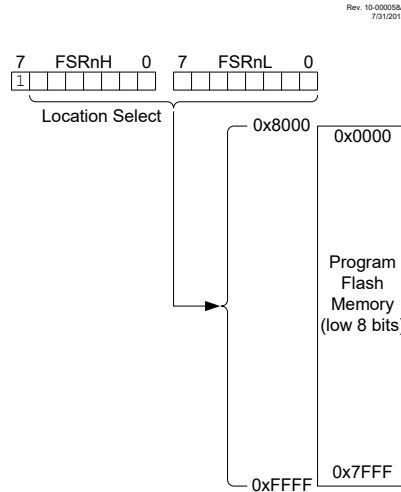 Rev. 10-000058
7/31/201
7 FSRnH 0 7 FSRnL 0
1
Location Select
0x8000
0x0000
Program
Flash
Memory
(low 8 bits)
0x7FFF
0xFFFF